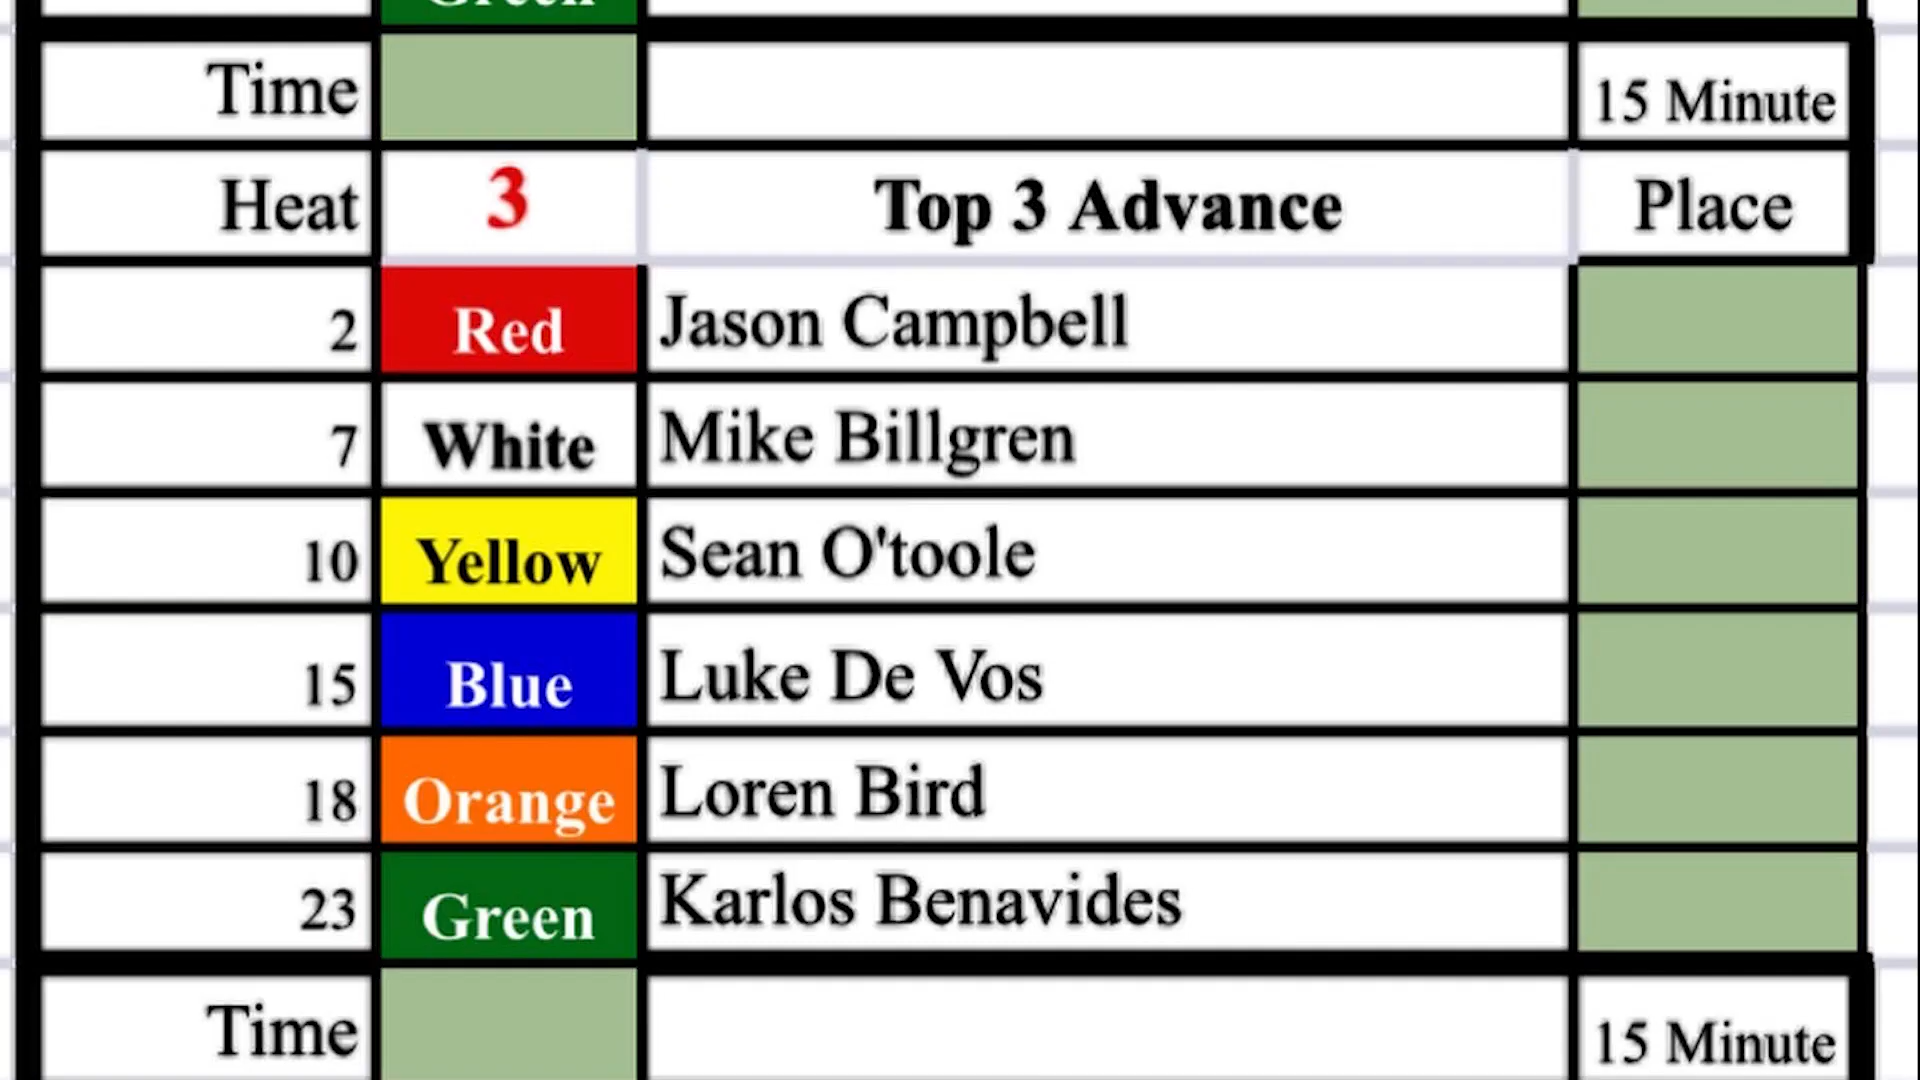 Green
Time 15 Minute
Heat 3 Top 3 Advance Place
2 Red Jason Campbell
7 White Mike Billgren
10 Yellow Sean O'toole
15 Blue Luke De Vos
18 Orange Loren Bird
23 Green Karlos Benavides
Time 15 Minute